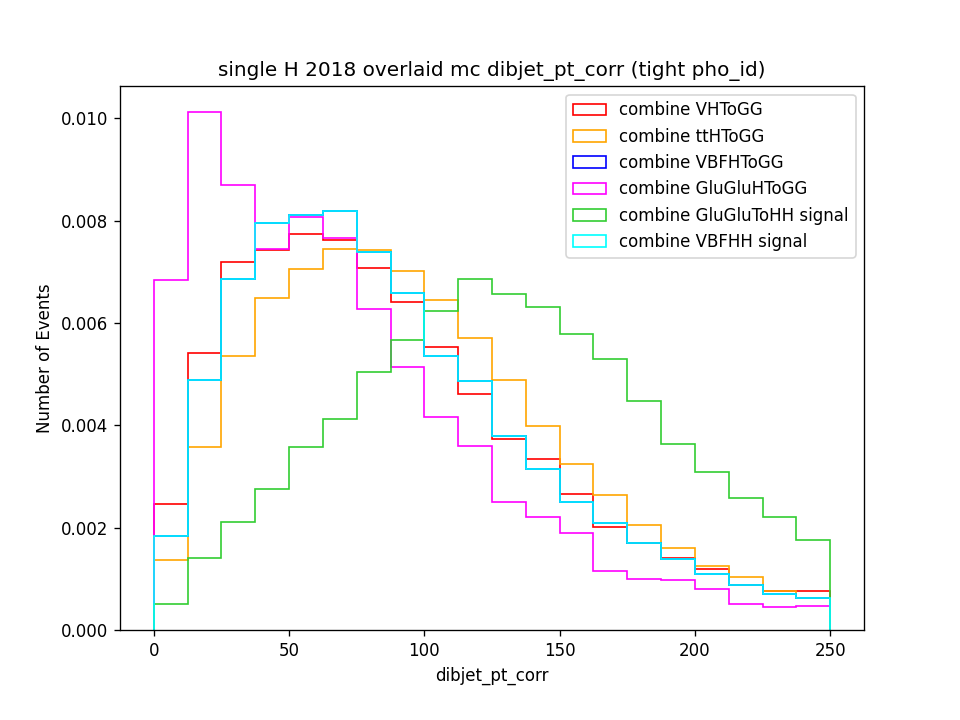 single H 2018 overlaid mc dibjet_pt_corr (tight pho_id)
combine VHToGG
combine ttHToGG
combine VBFHToGG
combine GluGluHToGG
combine GluGluToHH signal
combine VBFHH signal
0.010
0.008
0.006
0.004
0.002
0.000
Number of Events
0 50 100 150 200 250
dibjet_pt_corr